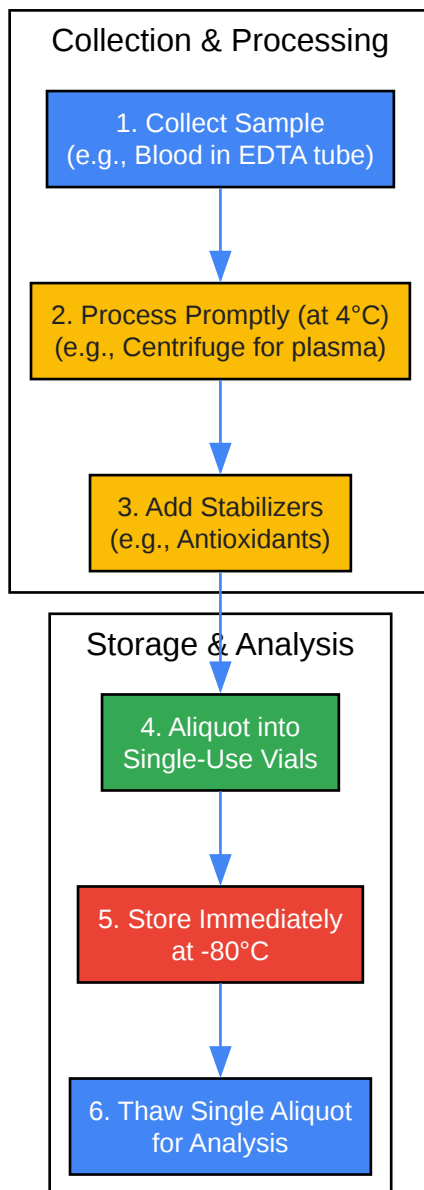 Collection & Processing
1. Collect Sample
(e.g., Blood in EDTA tube)
2. Process Promptly (at 4°C)
(e.g., Centrifuge for plasma)
3. Add Stabilizers
(e.g., Antioxidants)
Storage & Analysis
4. Aliquot into
Single-Use Vials
5. Store Immediately
at -80°C
6. Thaw Single Aliquot
for Analysis